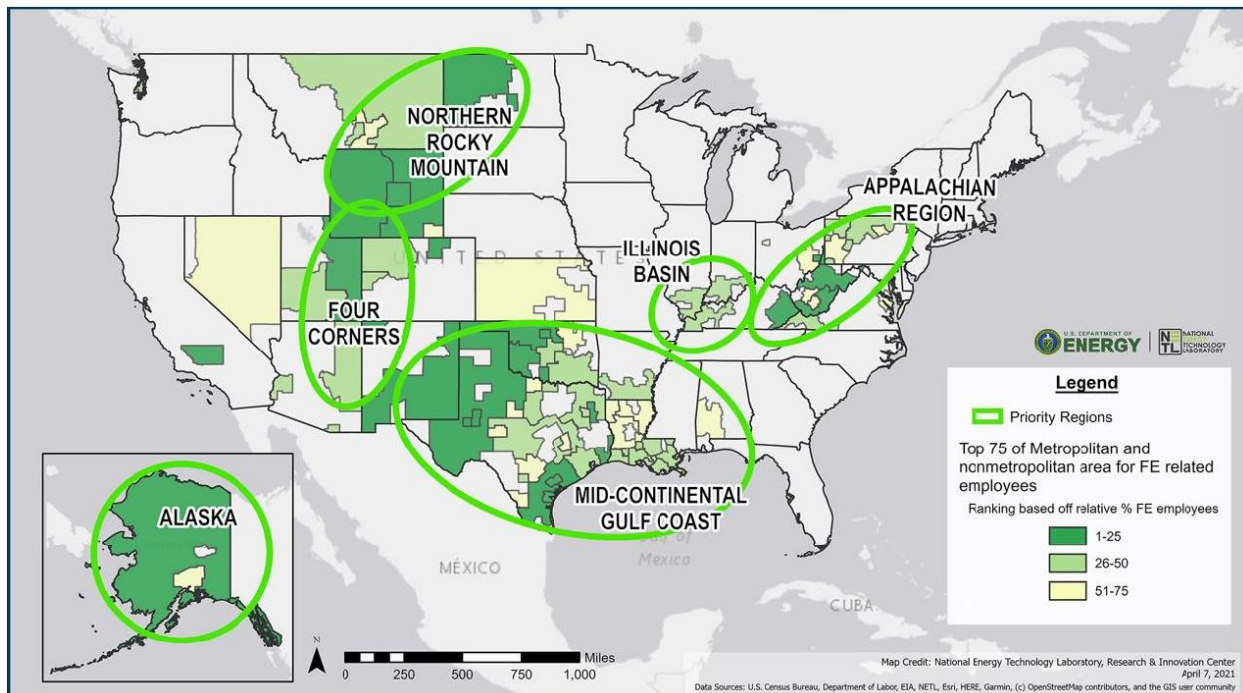 NORTHERN
ROCKY
MOUNTAIN
APPALACHIAN
REGION
ILLINOIS
BASIN
UNITED STATES
FOUR
CORNERS
MID-CONTINENTAL
GULF COAST
Gulf of
Mexico
MÉXICO
CUBA
ALASKA
U.S. DEPARTMENT OF
ENERGY
NETL
NATIONAL
ENERGY
TECHNOLOGY
LABORATORY
Legend
Priority Regions
Top 75 of Metropolitan and
nonmetropolitan area for FE related
employees
Ranking based off relative % FE employees
1-25
26-50
51-75
N
0 250 500 750 1,000
Miles
Map Credit: National Energy Technology Laboratory, Research & Innovation Center
April 7, 2021
Data Sources: U.S. Census Bureau, Department of Labor, EIA, NETL, Esri, HERE, Garmin, (c) OpenStreetMap contributors, and the GIS user community